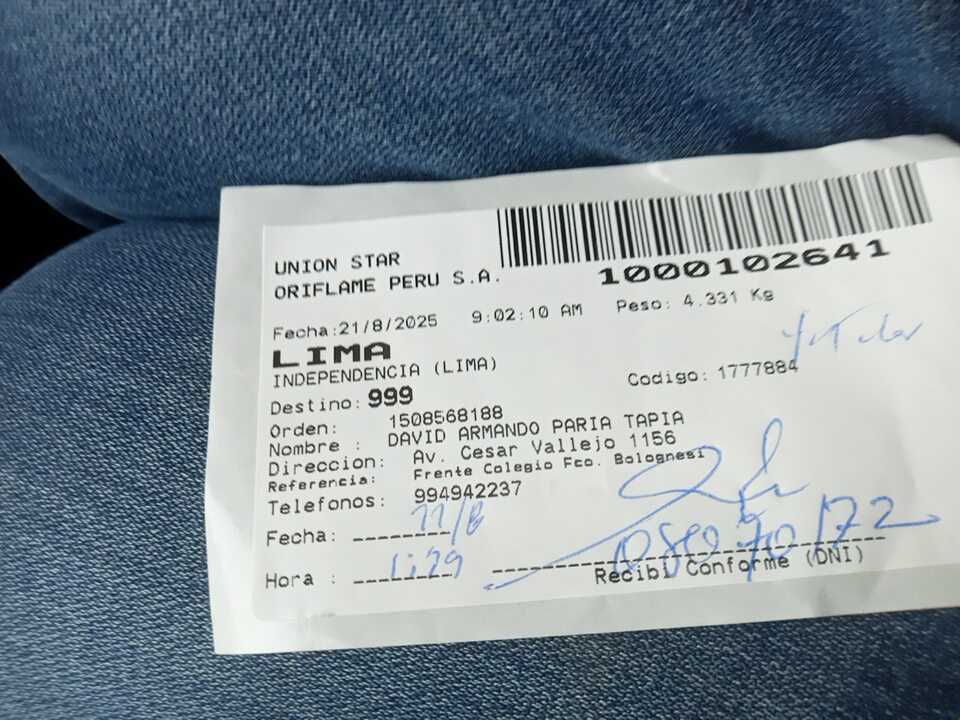 UNION STAR
ORIFLAME PERU S.A.
1000102641
Fecha:21/8/2025 9:02:10 AM Peso: 4.331 Kg
LIMA
INDEPENDENCIA (LIMA)
Codigo: 1777884
Destino: 999
Orden: 1508568188
Nombre : DAVID ARMANDO PARIA TAPIA
Direccion: Av. Cesar Vallejo 1156
Referencia: Frente Colegio Fco. Bolognesi
Telefonos: 994942237
Fecha:
Hora :
Recibi Conforme (DNI)